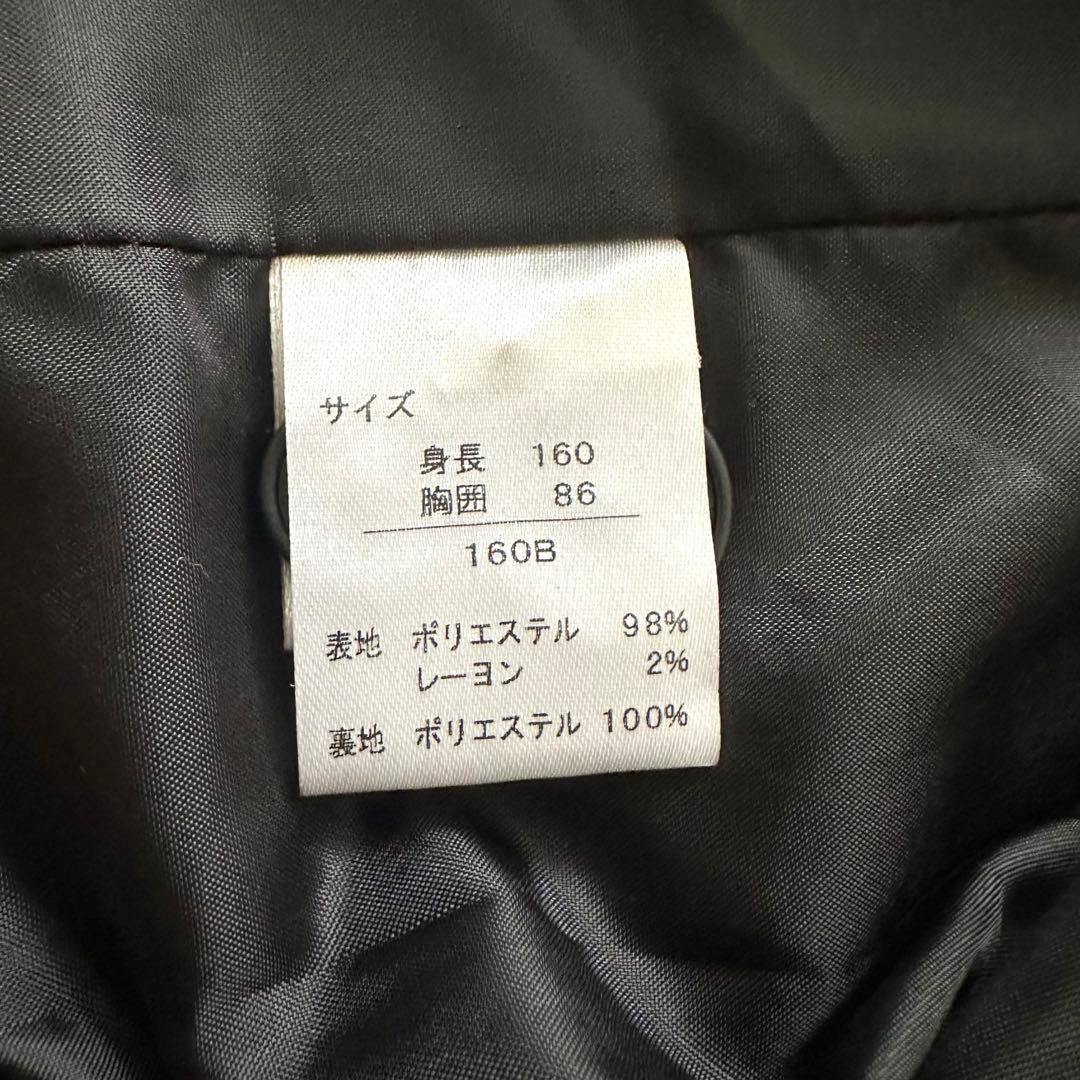 サイズ
身長 160
胸囲 86
160B
表地 ポリエステル 98%
レーヨン 2%
裏地 ポリエステル 100%